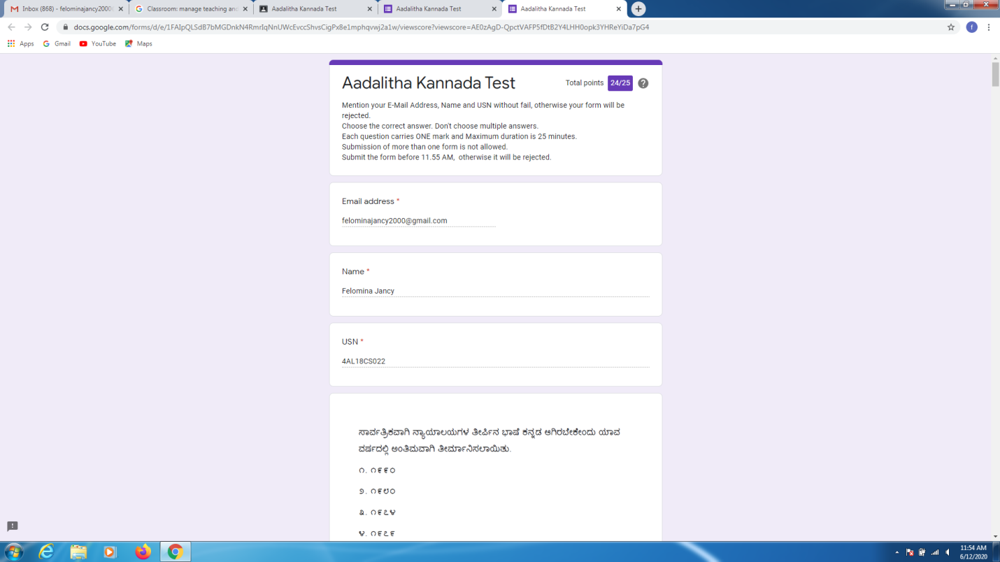 Inbox (868) - felominajancy2000
Classroom: manage teaching and
Aadalitha Kannada Test
Aadalitha Kannada Test
Aadalitha Kannada Test
docs.google.com/forms/d/e/1FAIpQLSdB7bMGDnkN4RmrIqNnUWcEvccShvsCigPx8e1mphqvwj2a1w/viewscore?viewscore=AE0zAgD-QpctVAFP5fDtB2Y4LHH0opk3YHReYiDa7pG4
f
Apps
Gmail
YouTube
Maps
Aadalitha Kannada Test
Total points 24/25
Mention your E-Mail Address, Name and USN without fail, otherwise your form will be
rejected.
Choose the correct answer. Don't choose multiple answers.
Each question carries ONE mark and Maximum duration is 25 minutes.
Submission of more than one form is not allowed.
Submit the form before 11.55 AM, otherwise it will be rejected.
Email address *
felominajancy2000@gmail.com
Name *
Felomina Jancy
USN *
4AL18CS022
ಸಾರ್ವತ್ರಿಕವಾಗಿ ನ್ಯಾಯಾಲಯಗಳ ತೀರ್ಪಿನ ಭಾಷೆ ಕನ್ನಡ ಆಗಿರಬೇಕೇಂದು ಯಾವ
ವರ್ಷದಲ್ಲಿ ಅಂತಿಮವಾಗಿ ತೀರ್ಮಾನಿಸಲಾಯಿತು.
೧. ೧೯೯೦
೨. ೧೯೮೦
೩. ೧೯೭೪
೪. ೧೯೭೯
11:54 AM
6/12/2020